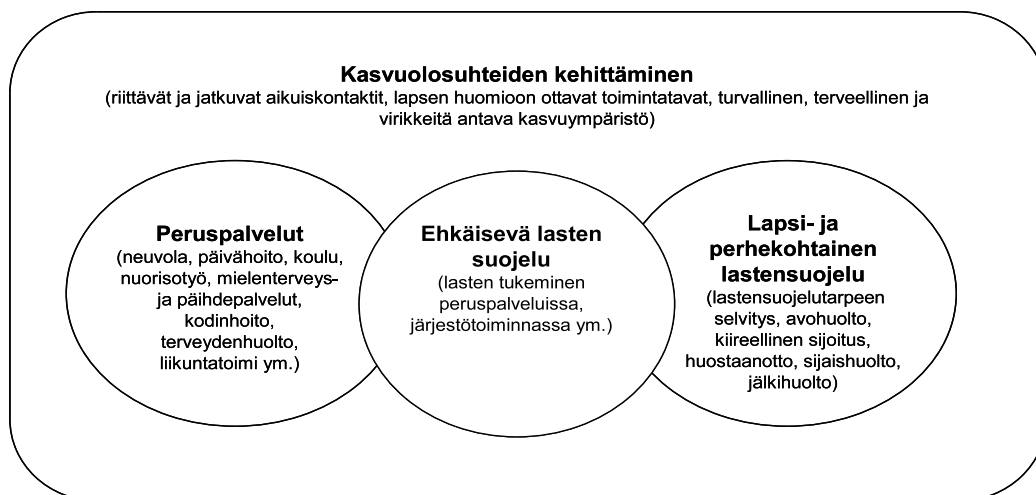 Kasvuolosuhteiden kehittäminen
(riittävät ja jatkuvat aikuiskontaktit, lapsen huomioon ottavat toimintatavat, turvallinen, terveellinen ja
virikkeitä antava kasvuympäristö)
Peruspalvelut
(neuvola, päivähoito, koulu,
nuorisotyö, mielenterveys-
ja päihdepalvelut,
kodinhoito,
terveydenhuolto,
liikuntatoimi ym.)
Ehkäisevä lasten
suojelu
(lasten tukeminen
peruspalveluissa,
järjestötoiminnassa ym.)
Lapsi- ja
perhekohtainen
lastensuojelu
(lastensuojelutarpeen
selvitys, avohuolto,
kiireellinen sijoitus,
huostaanotto, sijaishuolto,
jälkihuolto)